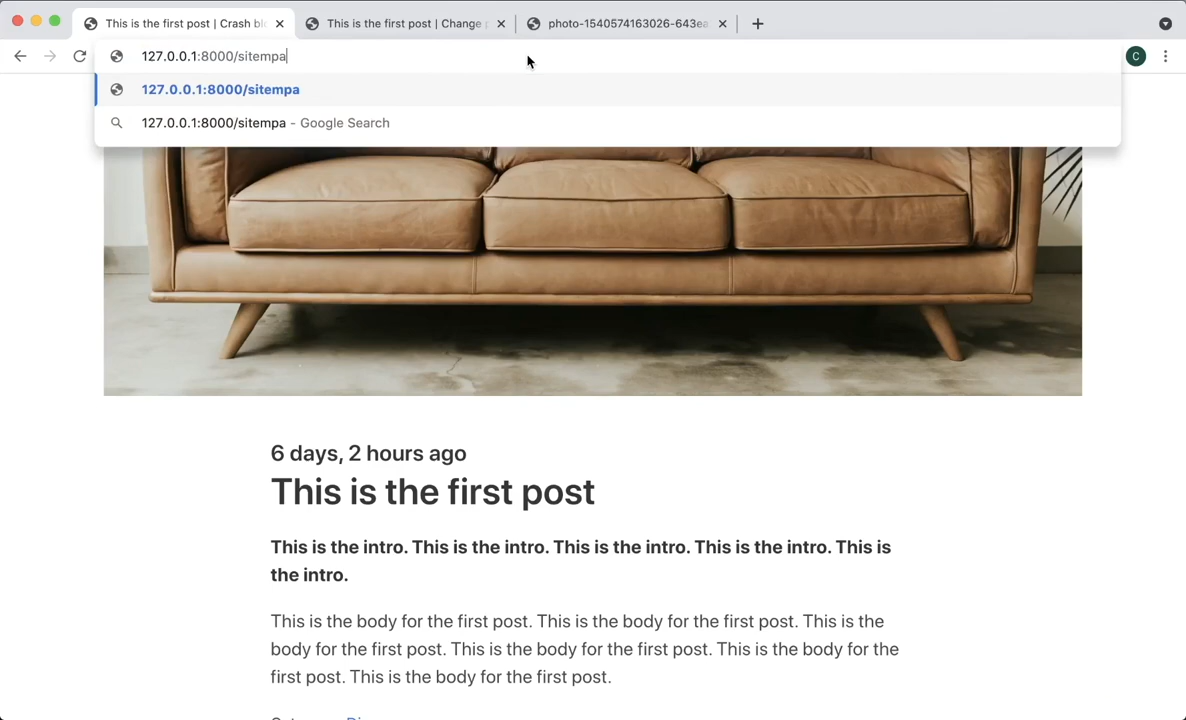 This is the first post | Crash bl
This is the first post | Change
photo-1540574163026-643ea
127.0.0.1:8000/sitempa
C
127.0.0.1:8000/sitempa
127.0.0.1:8000/sitempa - Google Search
6 days, 2 hours ago
This is the first post
This is the intro. This is the intro. This is the intro. This is the intro. This is
the intro.
This is the body for the first post. This is the body for the first post. This is the
body for the first post. This is the body for the first post. This is the body for the
first post. This is the body for the first post.